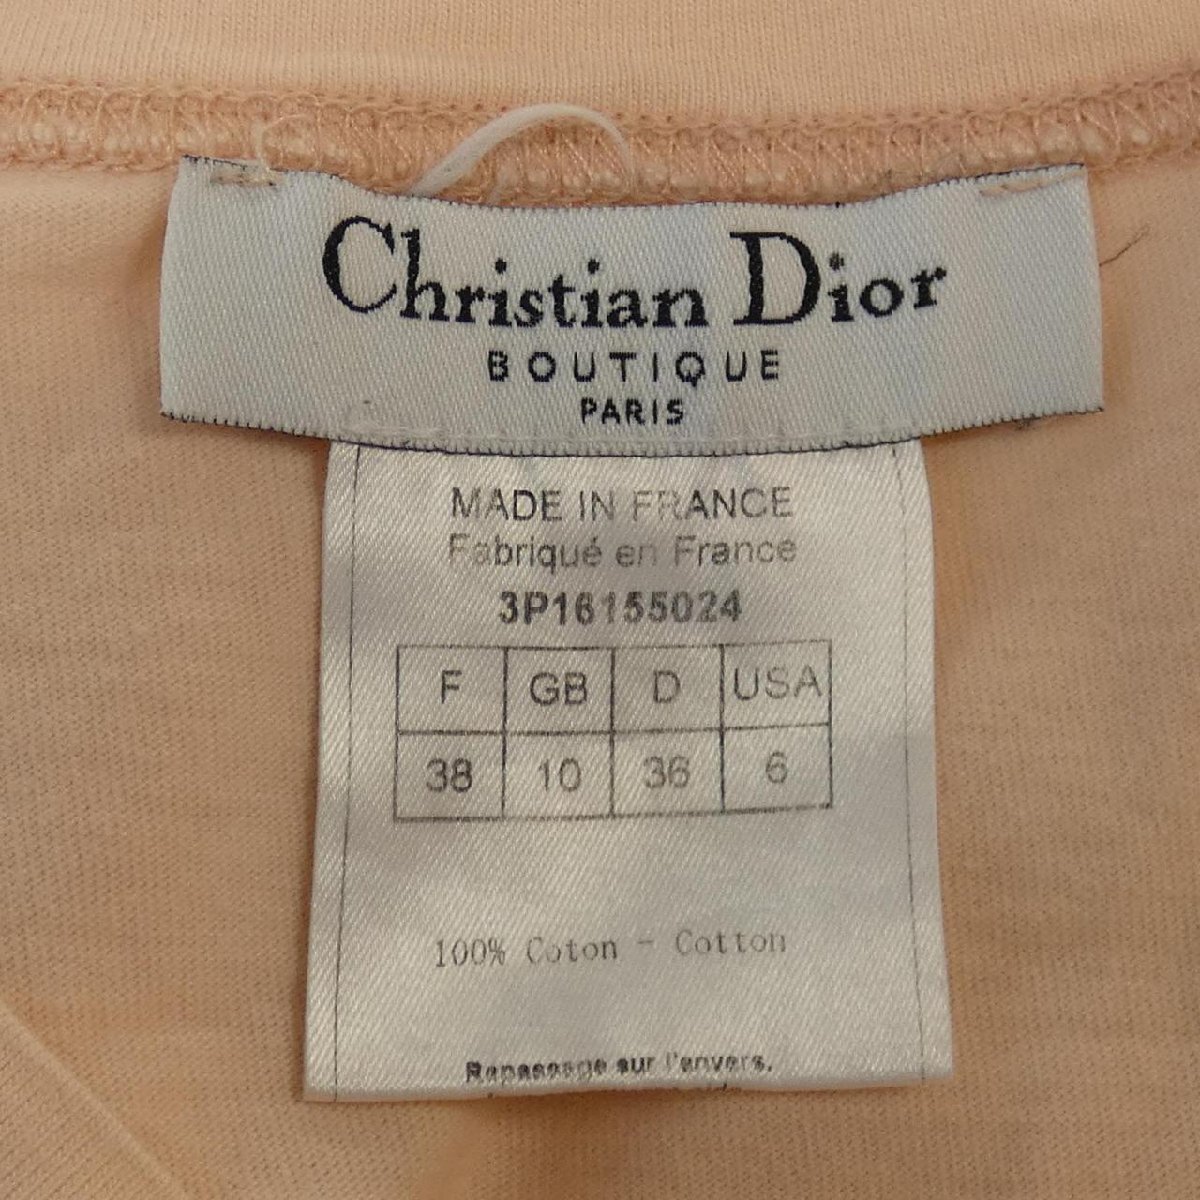 Christian Dior
BOUTIQUE
PARIS
MADE IN FRANCE
Fabriqué en France
3P16155024
F GB D USA
38 10 36 6
100% Coton - Cotton
Repassage sur l'envers.